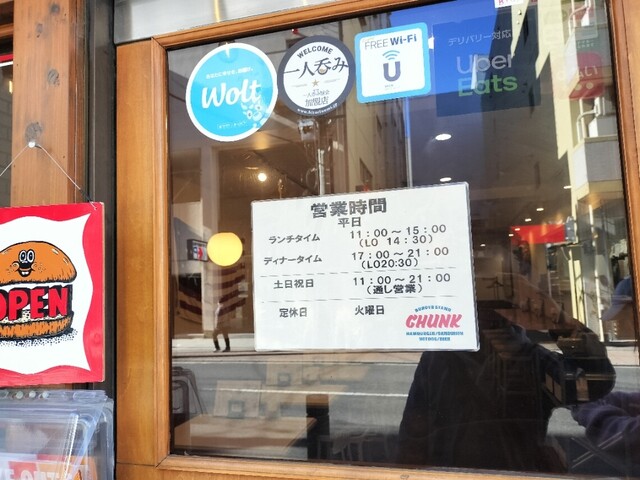 Wolt
WELCOME
一人呑み
加盟店
FREE Wi-Fi
U
デリバリー対応
Uber
Eats
営業時間
平日
ランチタイム 11:00～15:00
(LO 14:30)
ディナータイム 17:00～21:00
(LO20:30)
土日祝日 11:00～21:00
(通し営業)
定休日 火曜日
CHUNK
OPEN